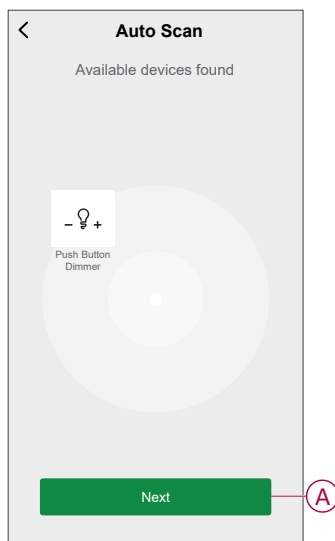 Auto Scan
Available devices found
Push Button
Dimmer
Next
A